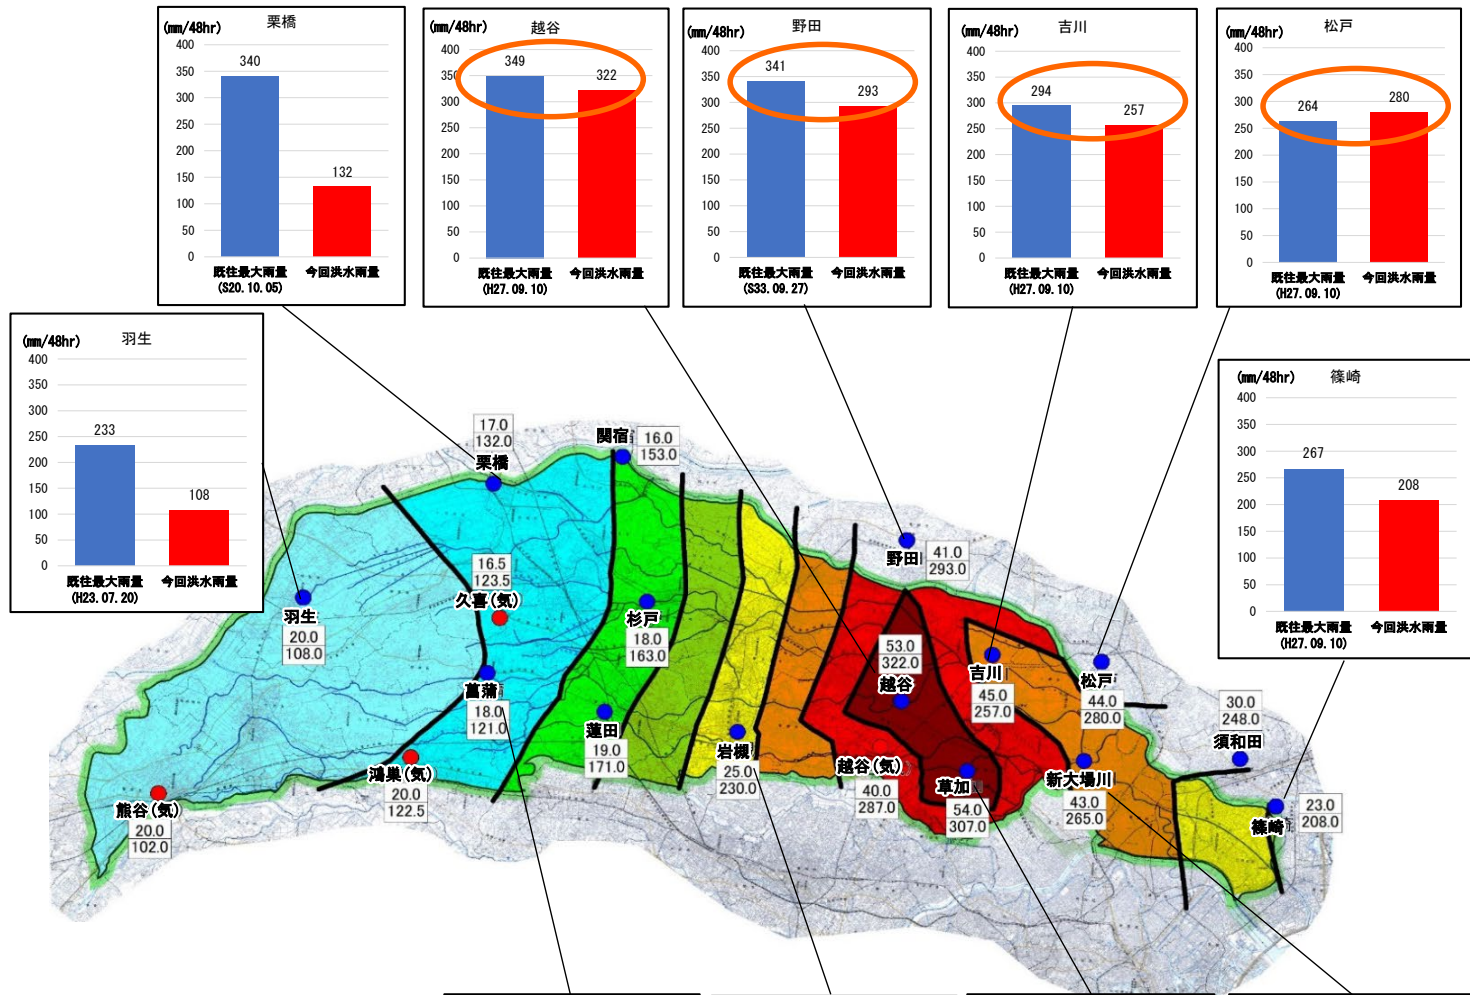 栗橋
(mm/48hr)
400
350
300
250
200
150
100
50
0
340
132
既往最大雨量 今回洪水雨量
(S20.10.05)
越谷
(mm/48hr)
400
350
300
250
200
150
100
50
0
349
322
既往最大雨量 今回洪水雨量
(H27.09.10)
野田
(mm/48hr)
400
350
300
250
200
150
100
50
0
341
293
既往最大雨量 今回洪水雨量
(S33.09.27)
吉川
(mm/48hr)
400
350
300
250
200
150
100
50
0
294
257
既往最大雨量 今回洪水雨量
(H27.09.10)
松戸
(mm/48hr)
400
350
300
250
200
150
100
50
0
264
280
既往最大雨量 今回洪水雨量
(H27.09.10)
羽生
(mm/48hr)
400
350
300
250
200
150
100
50
0
233
108
既往最大雨量 今回洪水雨量
(H23.07.20)
篠崎
(mm/48hr)
400
350
300
250
200
150
100
50
0
267
208
既往最大雨量 今回洪水雨量
(H27.09.10)
17.0
132.0
栗橋
関宿
16.0
153.0
野田
41.0
293.0
16.5
123.5
久喜(気)
羽生
20.0
108.0
杉戸
18.0
163.0
53.0
322.0
越谷
吉川
45.0
257.0
松戸
44.0
280.0
菖蒲
18.0
121.0
蓮田
19.0
171.0
岩槻
25.0
230.0
30.0
248.0
須和田
鴻巣(気)
20.0
122.5
越谷(気)
40.0
287.0
草加
54.0
307.0
新大場川
43.0
265.0
熊谷(気)
20.0
102.0
篠崎
23.0
208.0